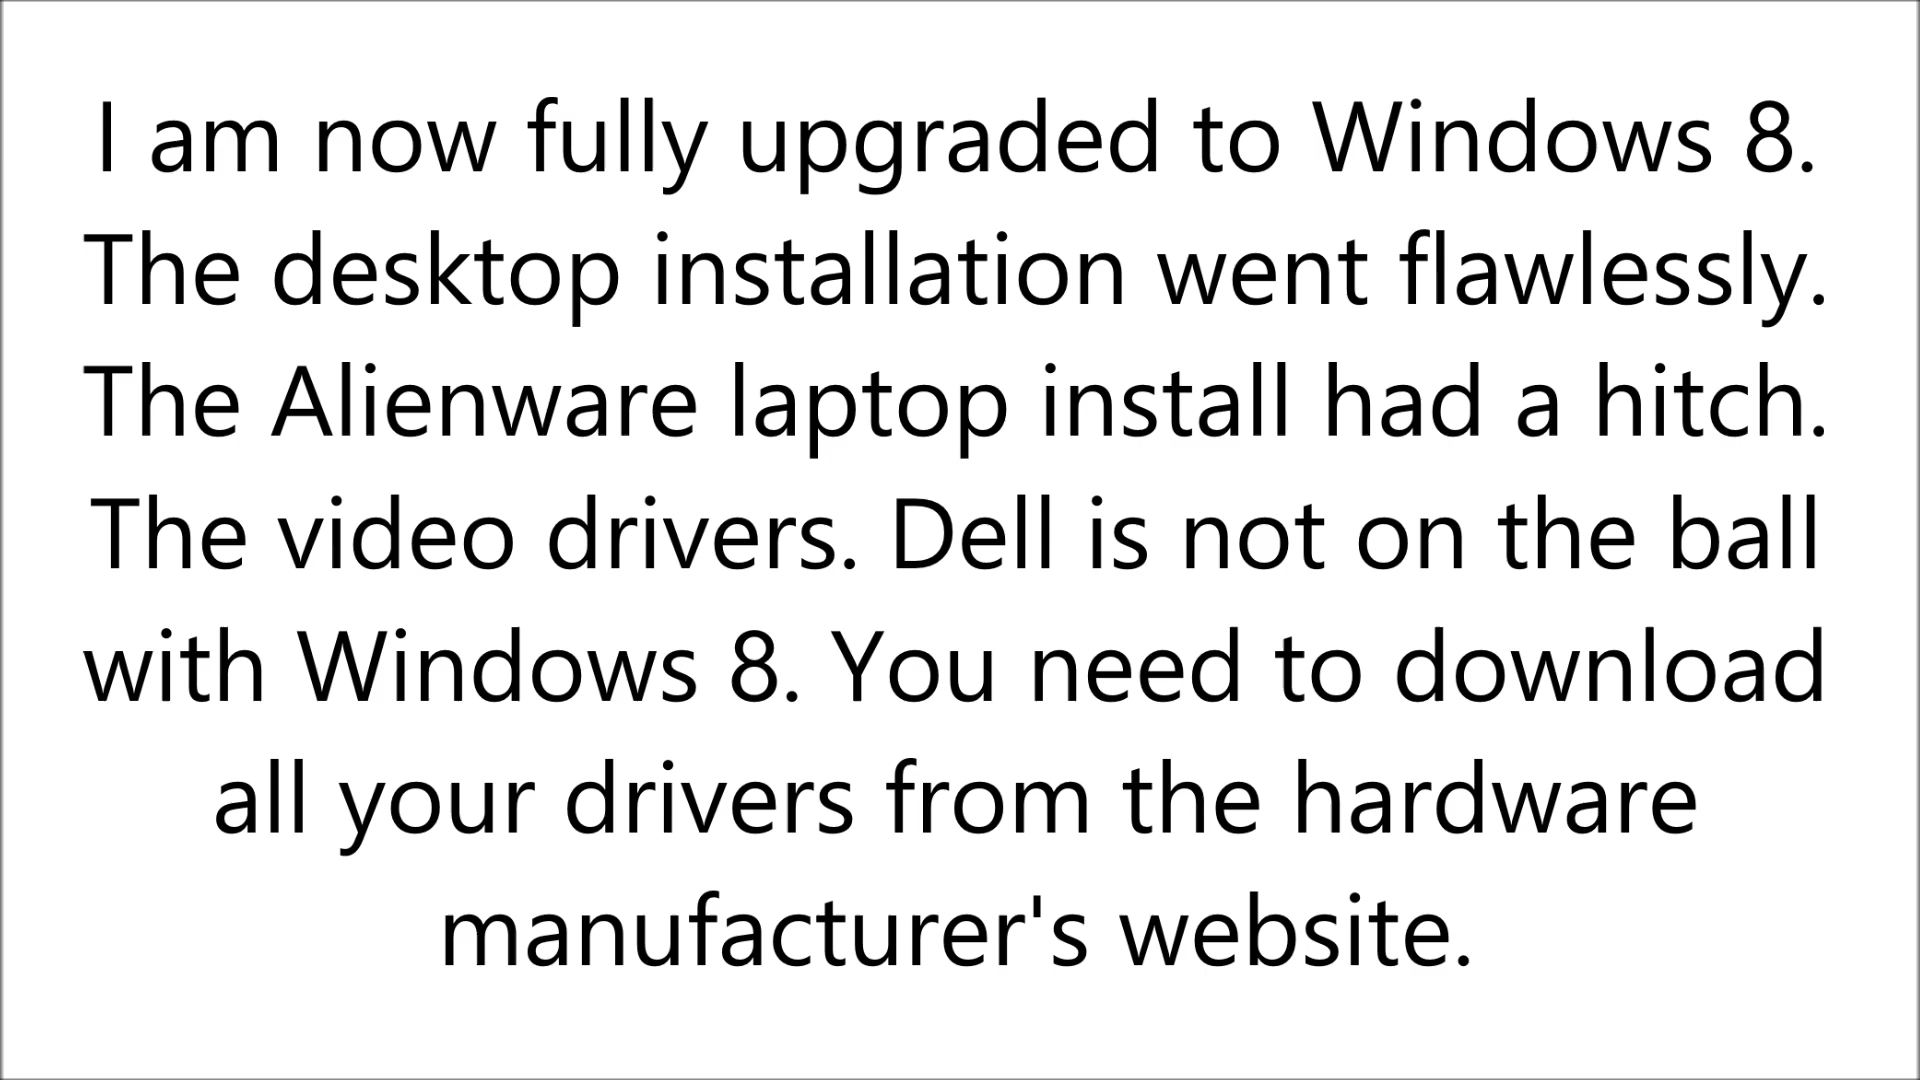 I am now fully upgraded to Windows 8.
The desktop installation went flawlessly.
The Alienware laptop install had a hitch.
The video drivers. Dell is not on the ball
with Windows 8. You need to download
all your drivers from the hardware
manufacturer's website.